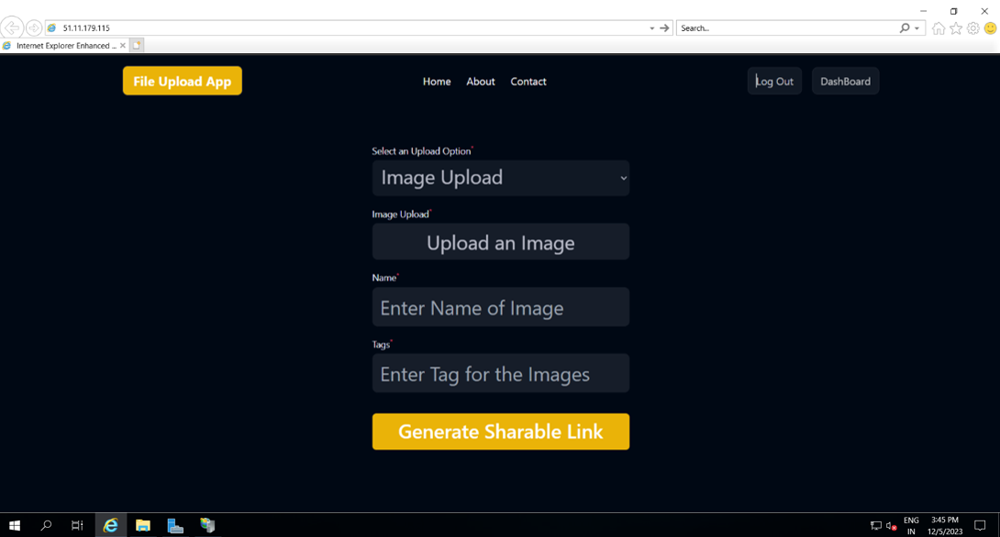 51.11.179.115
Search...
Internet Explorer Enhanced ...
File Upload App
Home About Contact
Log Out DashBoard
Select an Upload Option*
Image Upload
Image Upload*
Upload an Image
Name*
Enter Name of Image
Tags*
Enter Tag for the Images
Generate Sharable Link
ENG
IN
3:45 PM
12/5/2023